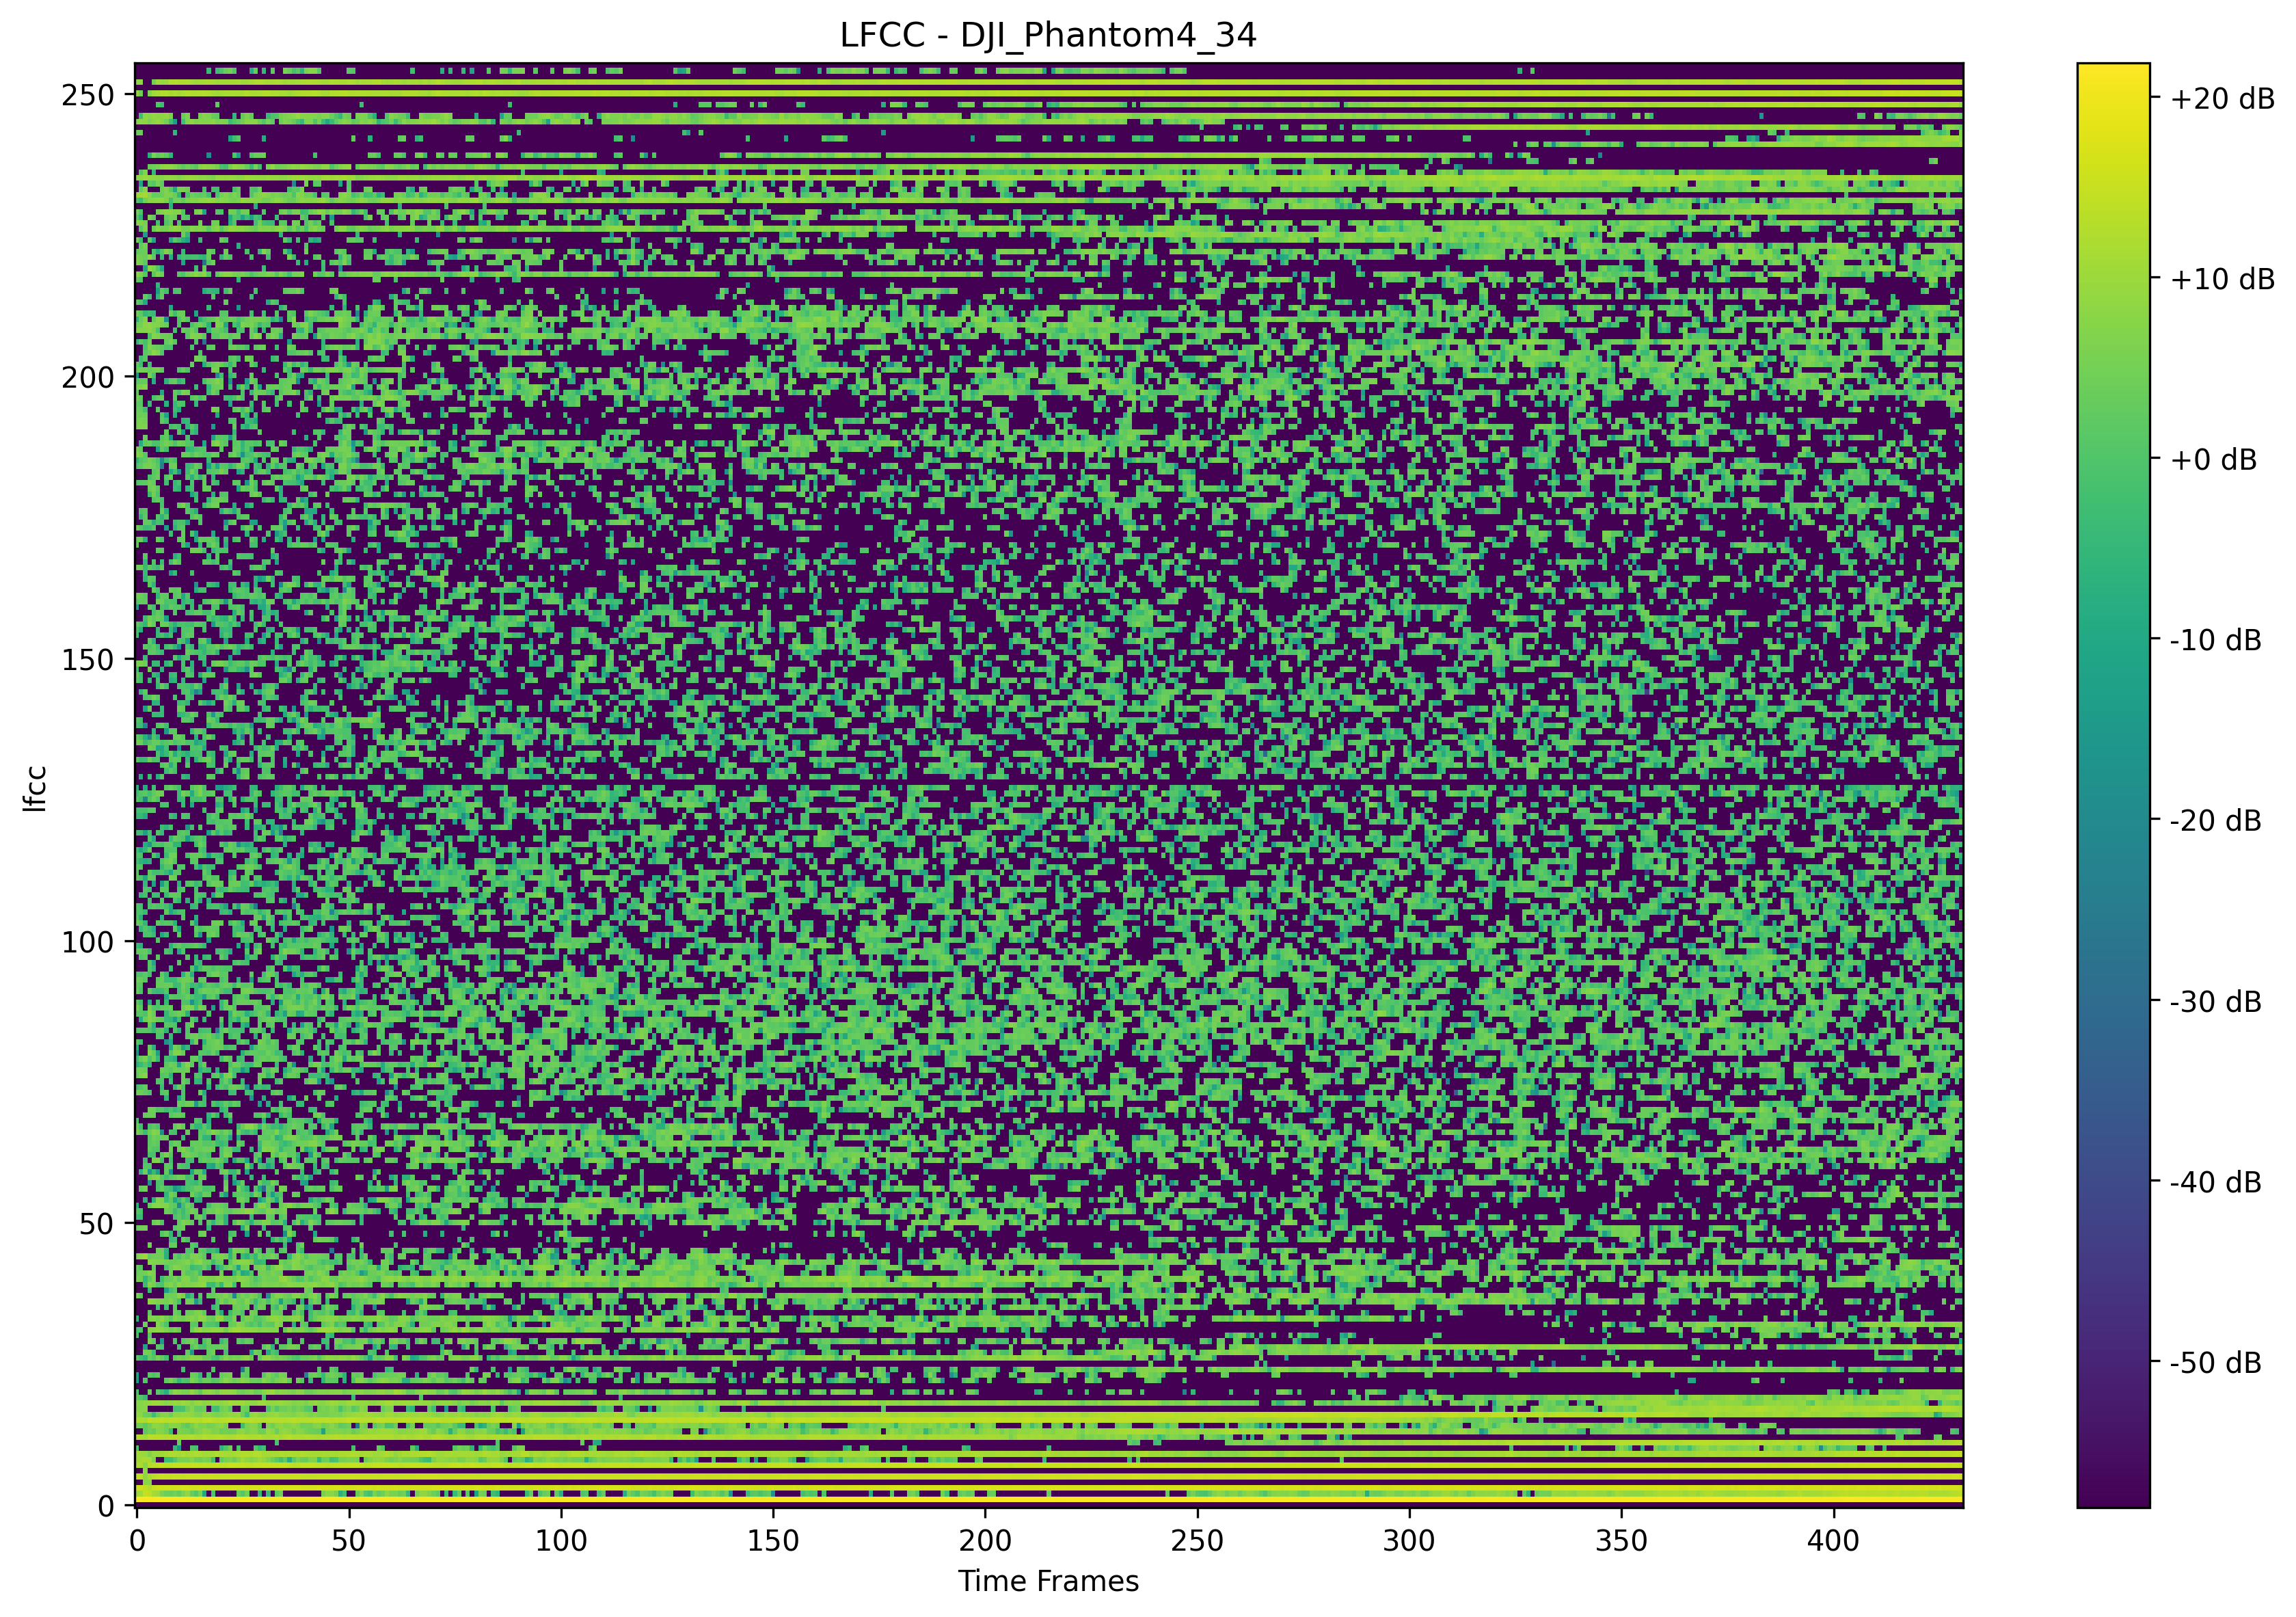 LFCC - DJI_Phantom4_34
250
200
150
100
50
0
lfcc
0 50 100 150 200 250 300 350 400
Time Frames
+20 dB
+10 dB
+0 dB
-10 dB
-20 dB
-30 dB
-40 dB
-50 dB